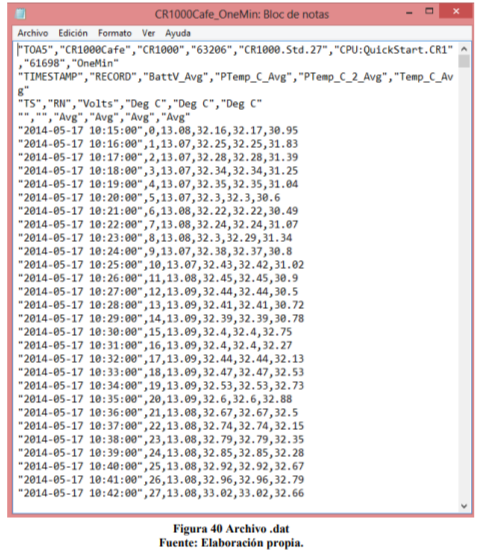 CR1000Cafe_OneMin: Bloc de notas
Archivo Edición Formato Ver Ayuda
"TOA5","CR1000Cafe","CR1000","63206","CR1000.Std.27","CPU:QuickStart.CR1"
,"61698","OneMin"
"TIMESTAMP","RECORD","BattV_Avg","PTemp_C_Avg","PTemp_C_2_Avg","Temp_C_Av
g"
"TS","RN","Volts","Deg C","Deg C","Deg C"
"","","Avg","Avg","Avg","Avg"
"2014-05-17 10:15:00",0,13.08,32.16,32.17,30.95
"2014-05-17 10:16:00",1,13.07,32.25,32.25,31.83
"2014-05-17 10:17:00",2,13.07,32.28,32.28,31.39
"2014-05-17 10:18:00",3,13.07,32.34,32.34,31.25
"2014-05-17 10:19:00",4,13.07,32.35,32.35,31.04
"2014-05-17 10:20:00",5,13.07,32.3,32.3,30.6
"2014-05-17 10:21:00",6,13.08,32.22,32.22,30.49
"2014-05-17 10:22:00",7,13.08,32.24,32.24,31.07
"2014-05-17 10:23:00",8,13.08,32.3,32.29,31.34
"2014-05-17 10:24:00",9,13.07,32.38,32.37,30.8
"2014-05-17 10:25:00",10,13.07,32.43,32.42,31.02
"2014-05-17 10:26:00",11,13.08,32.45,32.45,30.9
"2014-05-17 10:27:00",12,13.09,32.44,32.44,30.5
"2014-05-17 10:28:00",13,13.09,32.41,32.41,30.72
"2014-05-17 10:29:00",14,13.09,32.39,32.39,30.78
"2014-05-17 10:30:00",15,13.09,32.4,32.4,32.75
"2014-05-17 10:31:00",16,13.09,32.4,32.4,32.27
"2014-05-17 10:32:00",17,13.09,32.44,32.44,32.13
"2014-05-17 10:33:00",18,13.09,32.47,32.47,32.53
"2014-05-17 10:34:00",19,13.09,32.53,32.53,32.73
"2014-05-17 10:35:00",20,13.09,32.6,32.6,32.88
"2014-05-17 10:36:00",21,13.08,32.67,32.67,32.5
"2014-05-17 10:37:00",22,13.08,32.74,32.74,32.15
"2014-05-17 10:38:00",23,13.08,32.79,32.79,32.35
"2014-05-17 10:39:00",24,13.08,32.85,32.85,32.28
"2014-05-17 10:40:00",25,13.08,32.92,32.92,32.67
"2014-05-17 10:41:00",26,13.08,32.96,32.96,32.79
"2014-05-17 10:42:00",27,13.08,33.02,33.02,32.66
Figura 40 Archivo .dat
Fuente: Elaboración propia.